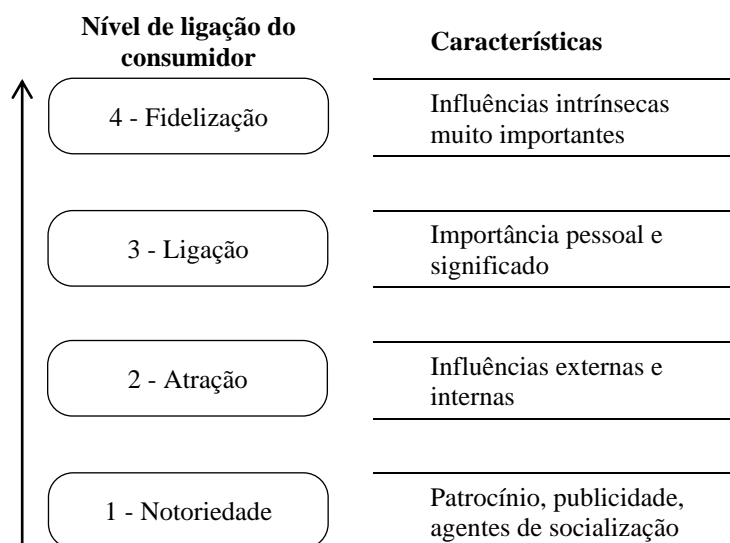 Nível de ligação do
consumidor
Características
4 - Fidelização
Influências intrínsecas
muito importantes
3 - Ligação
Importância pessoal e
significado
2 - Atração
Influências externas e
internas
1 - Notoriedade
Patrocínio, publicidade,
agentes de socialização